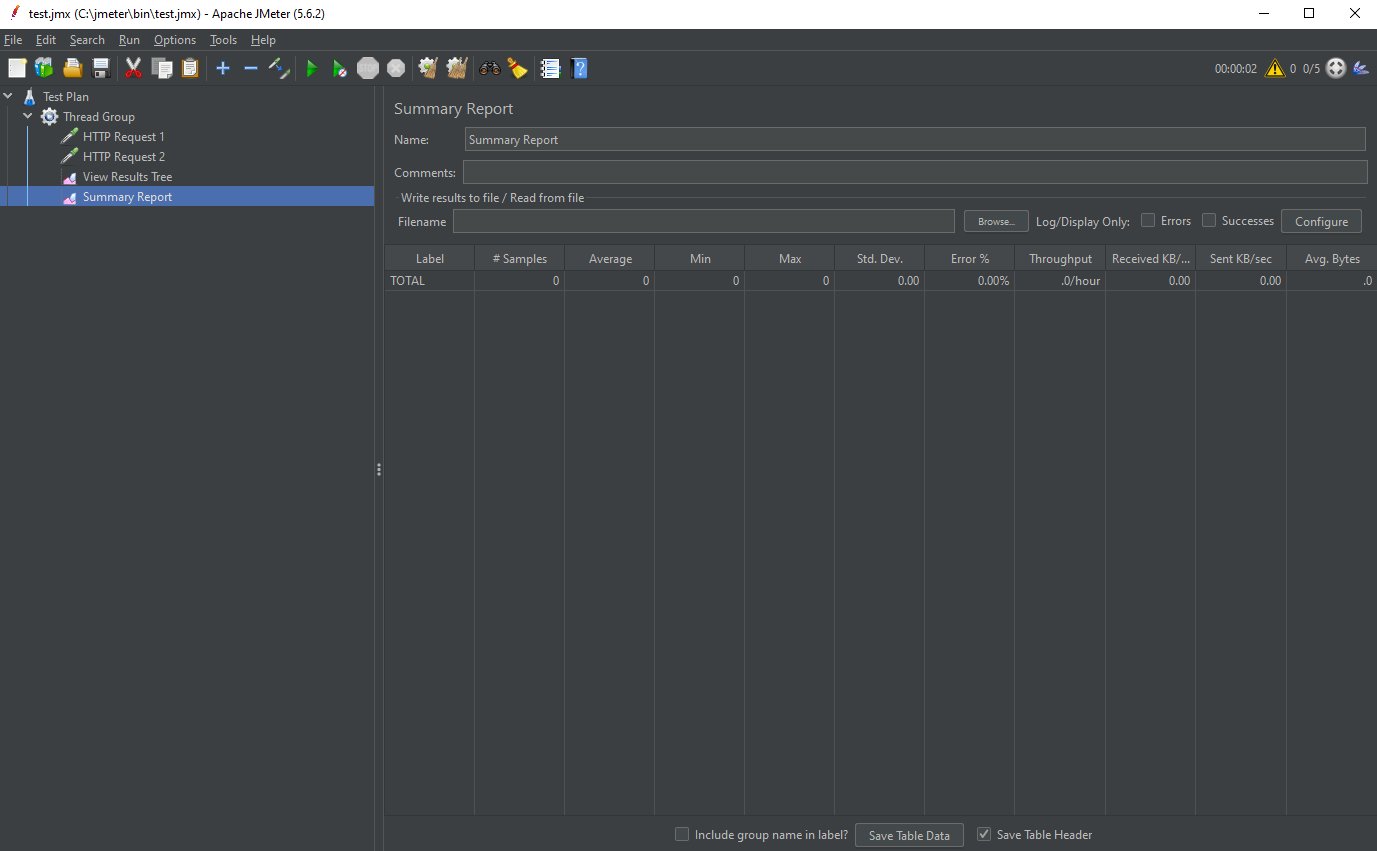 test.jmx (C:\jmeter\bin\test.jmx) - Apache JMeter (5.6.2)
File Edit Search Run Options Tools Help
00:00:02 0 0/5
Test Plan
Thread Group
HTTP Request 1
HTTP Request 2
View Results Tree
Summary Report
Summary Report
Name: Summary Report
Comments:
Write results to file / Read from file
Filename Browse... Log/Display Only: Errors Successes Configure
Label # Samples Average Min Max Std. Dev. Error % Throughput Received KB/... Sent KB/sec Avg. Bytes
TOTAL 0 0 0 0 0.00 0.00% .0/hour 0.00 0.00 .0
Include group name in label? Save Table Data Save Table Header